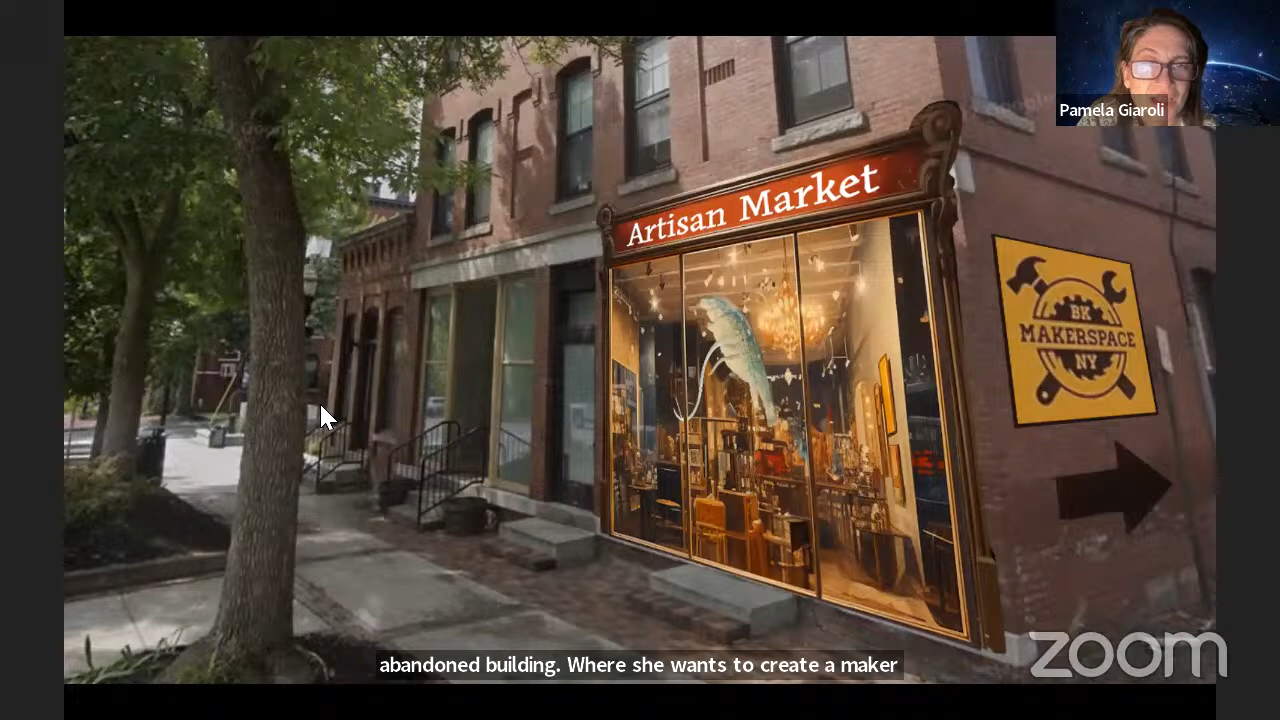 Pamela Giaroli
Artisan Market
BK
MAKERSPACE
NY
abandoned building. Where she wants to create a maker
zoom